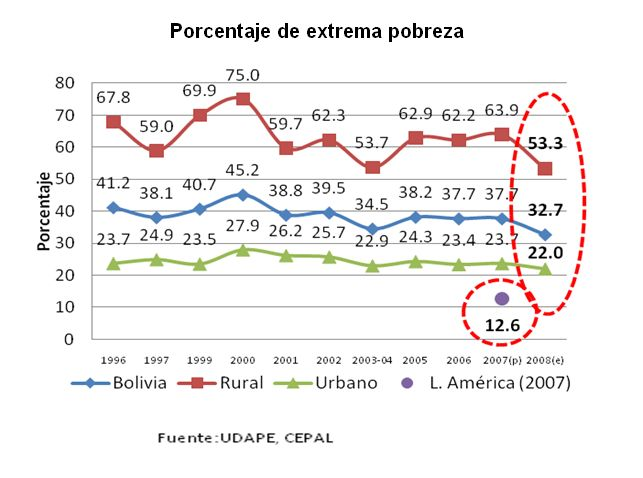 Porcentaje de extrema pobreza
Porcentaje
80
70
60
50
40
30
20
10
0
67.8 59.0 69.9 75.0 59.7 62.3 53.7 62.9 62.2 63.9 53.3
41.2 38.1 40.7 45.2 38.8 39.5 34.5 38.2 37.7 37.7 32.7
23.7 24.9 23.5 27.9 26.2 25.7 22.9 24.3 23.4 23.7 22.0
12.6
1996 1997 1999 2000 2001 2002 2003-04 2005 2006 2007(p) 2008(e)
Bolivia Rural Urbano L. América (2007)
Fuente:UDAPE, CEPAL